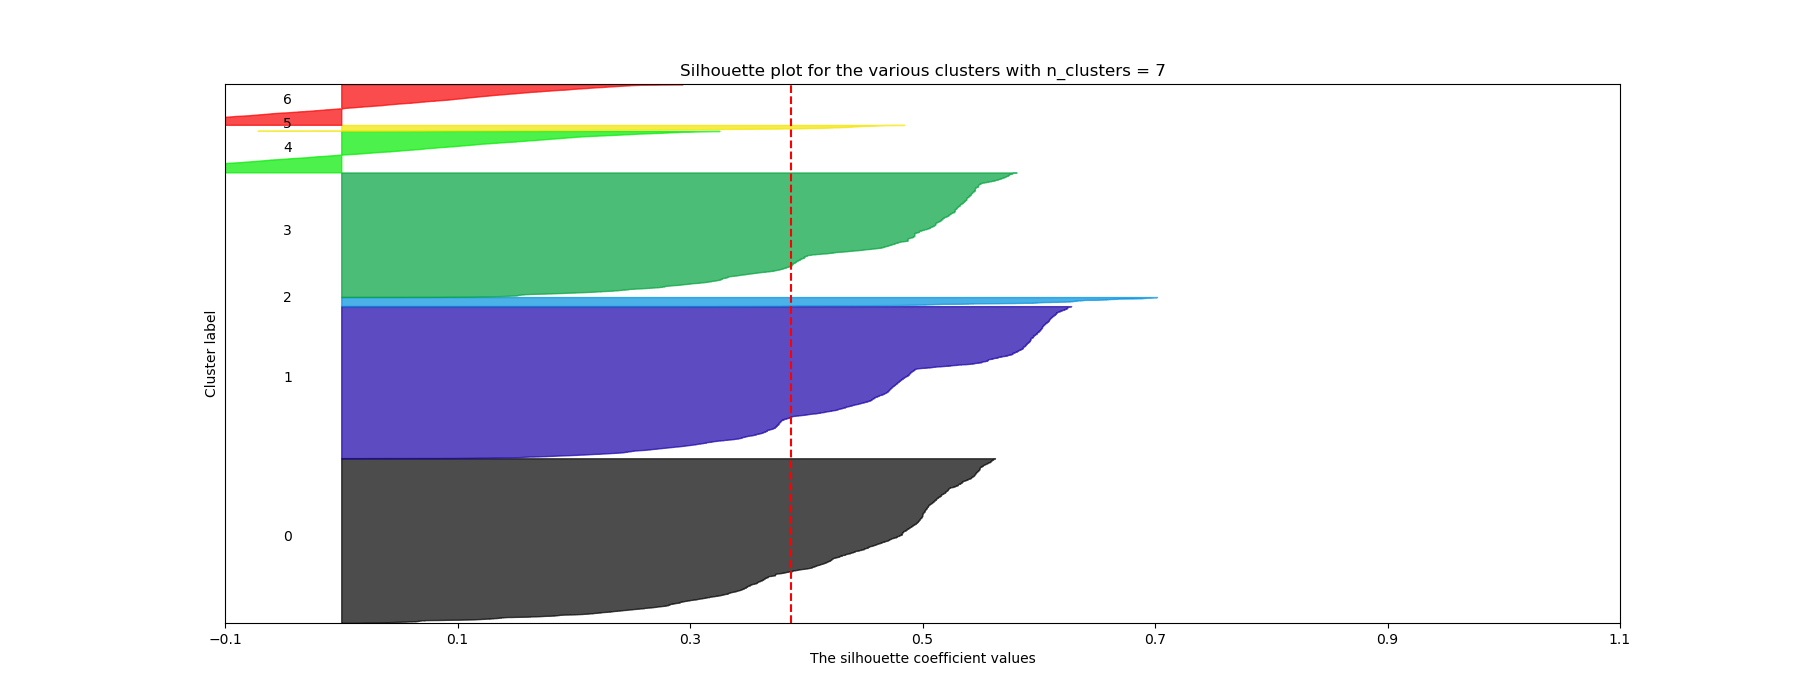 Silhouette plot for the various clusters with n_clusters = 7
6
5
4
3
2
1
0
Cluster label
−0.1 0.1 0.3 0.5 0.7 0.9 1.1
The silhouette coefficient values